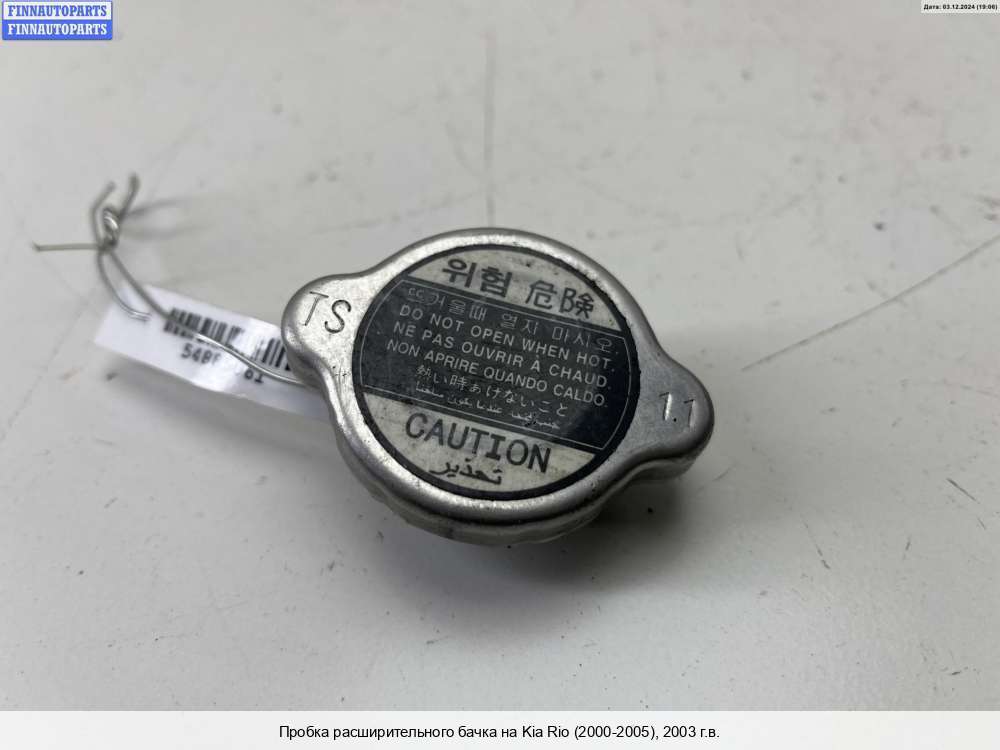 FINNAUTOPARTS
FINNAUTOPARTS
Дата: 03.12.2024 (19:06)
위험 危険
뜨거울때 열지 마시오.
DO NOT OPEN WHEN HOT.
NE PAS OUVRIR À CHAUD.
NON APRIRE QUANDO CALDO
熱い時あけないこと
CAUTION
تحذير
TS
11
Пробка расширительного бачка на Kia Rio (2000-2005), 2003 г.в.